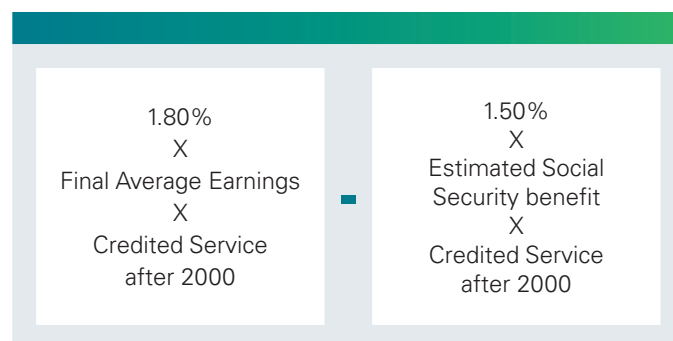 1.80%
X
Final Average Earnings
X
Credited Service
after 2000
-
1.50%
X
Estimated Social
Security benefit
X
Credited Service
after 2000